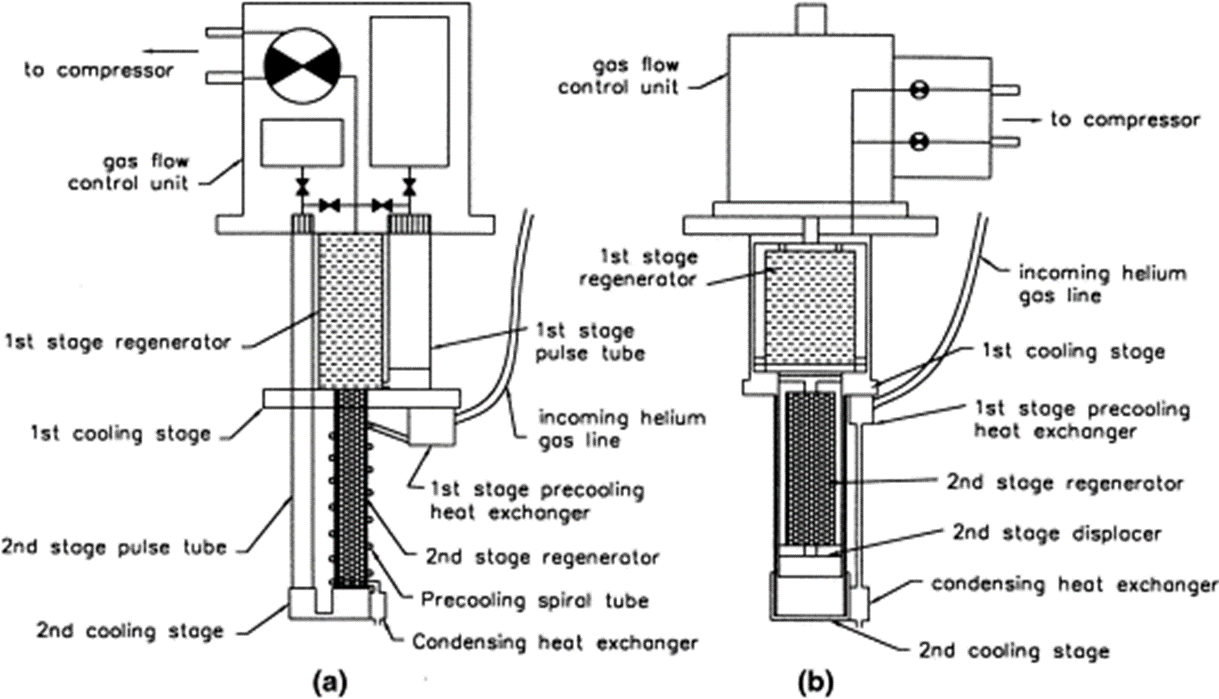 to compressor
gas flow
control unit
1st stage regenerator
1st stage
pulse tube
1st cooling stage
incoming helium
gas line
1st stage precooling
heat exchanger
2nd stage pulse tube
2nd stage regenerator
Precooling spiral tube
2nd cooling stage
Condensing heat exchanger
(a)
gas flow
control unit
to compressor
1st stage
regenerator
incoming helium
gas line
1st cooling stage
1st stage precooling
heat exchanger
2nd stage regenerator
2nd stage displacer
condensing heat exchanger
2nd cooling stage
(b)